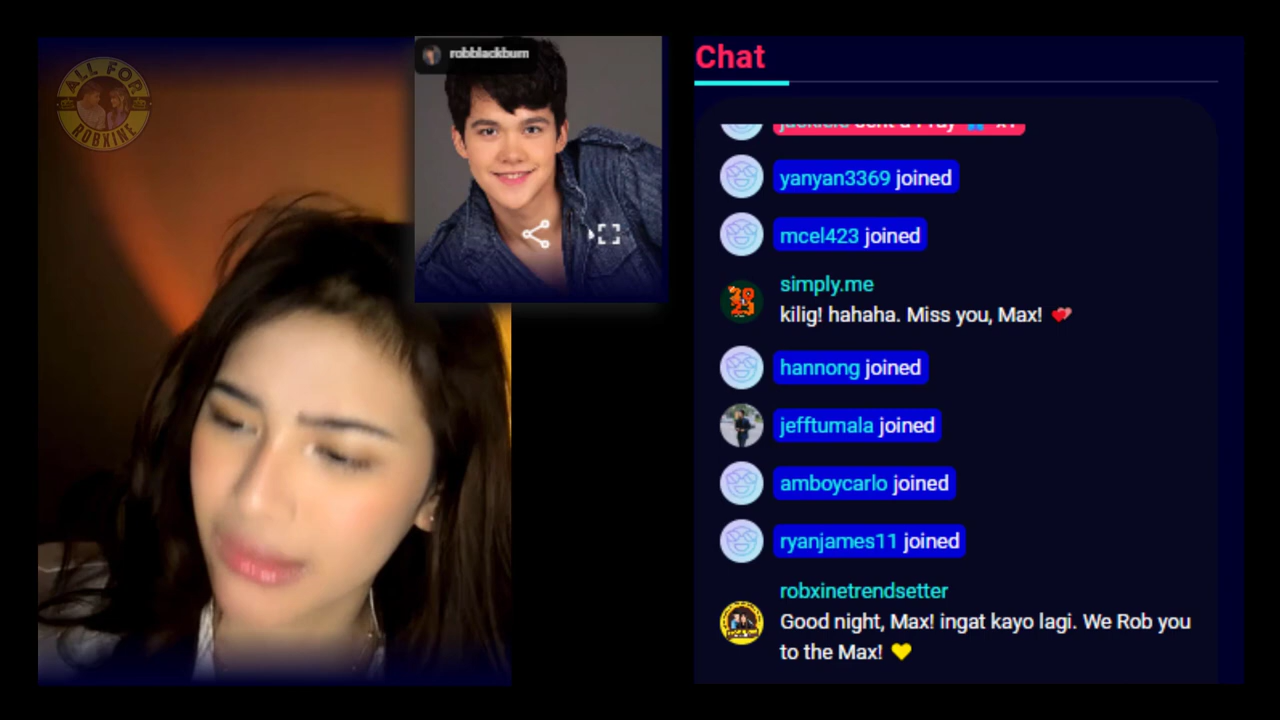 ALL FOR
ROBXINE
robblackburn
Chat
yanyan3369 joined
mcel423 joined
simply.me
kilig! hahaha. Miss you, Max! 💕
hannong joined
jefftumala joined
amboycarlo joined
ryanjames11 joined
robxinetrendsetter
Good night, Max! ingat kayo lagi. We Rob you
to the Max! 💛